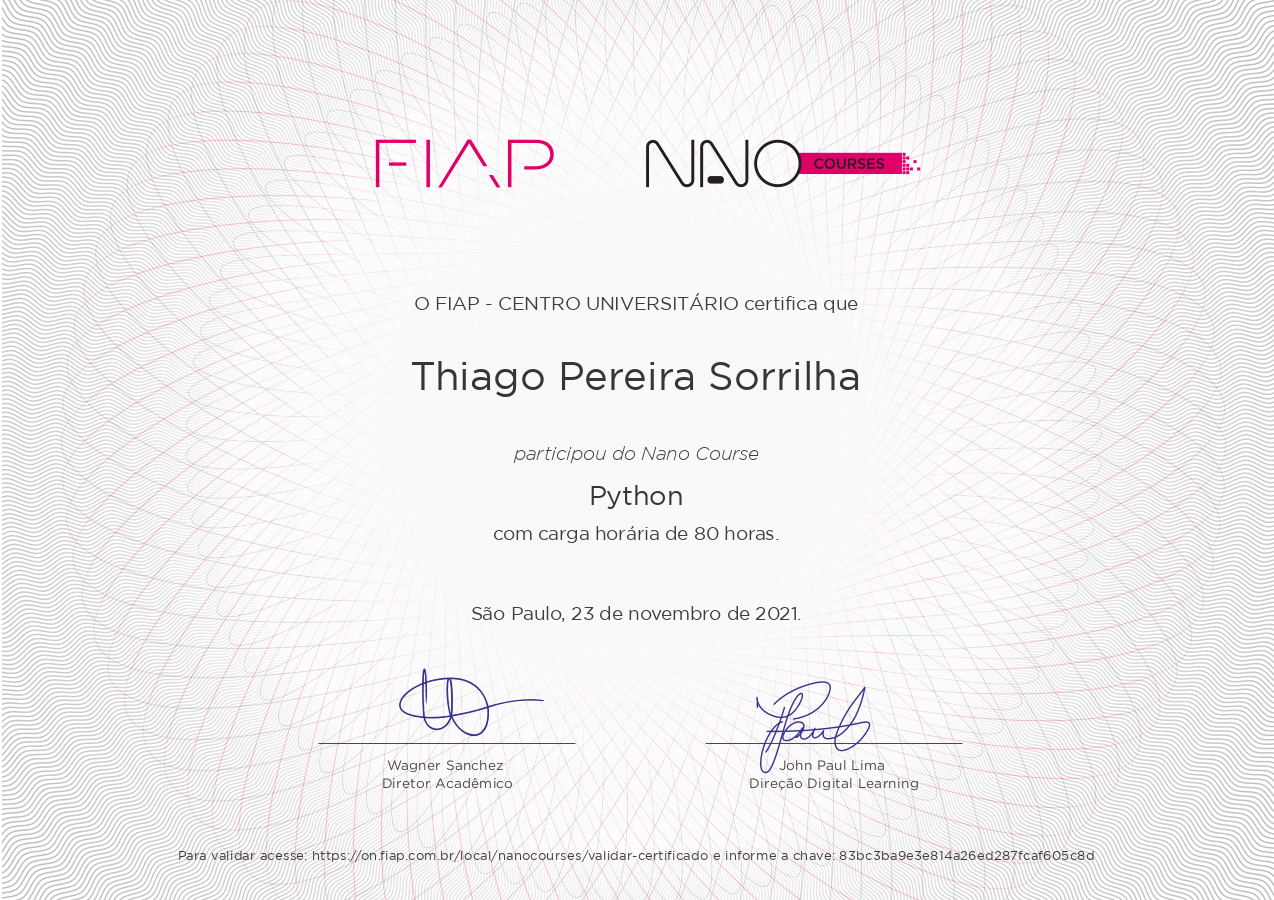 FIAP NANO COURSES
O FIAP - CENTRO UNIVERSITÁRIO certifica que
Thiago Pereira Sorrilha
participou do Nano Course
Python
com carga horária de 80 horas.
São Paulo, 23 de novembro de 2021.
Wagner Sanchez
Diretor Acadêmico
John Paul Lima
Direção Digital Learning
Para validar acesse: https://on.fiap.com.br/local/nanocourses/validar-certificado e informe a chave: 83bc3ba9e3e814a26ed287fcaf605c8d